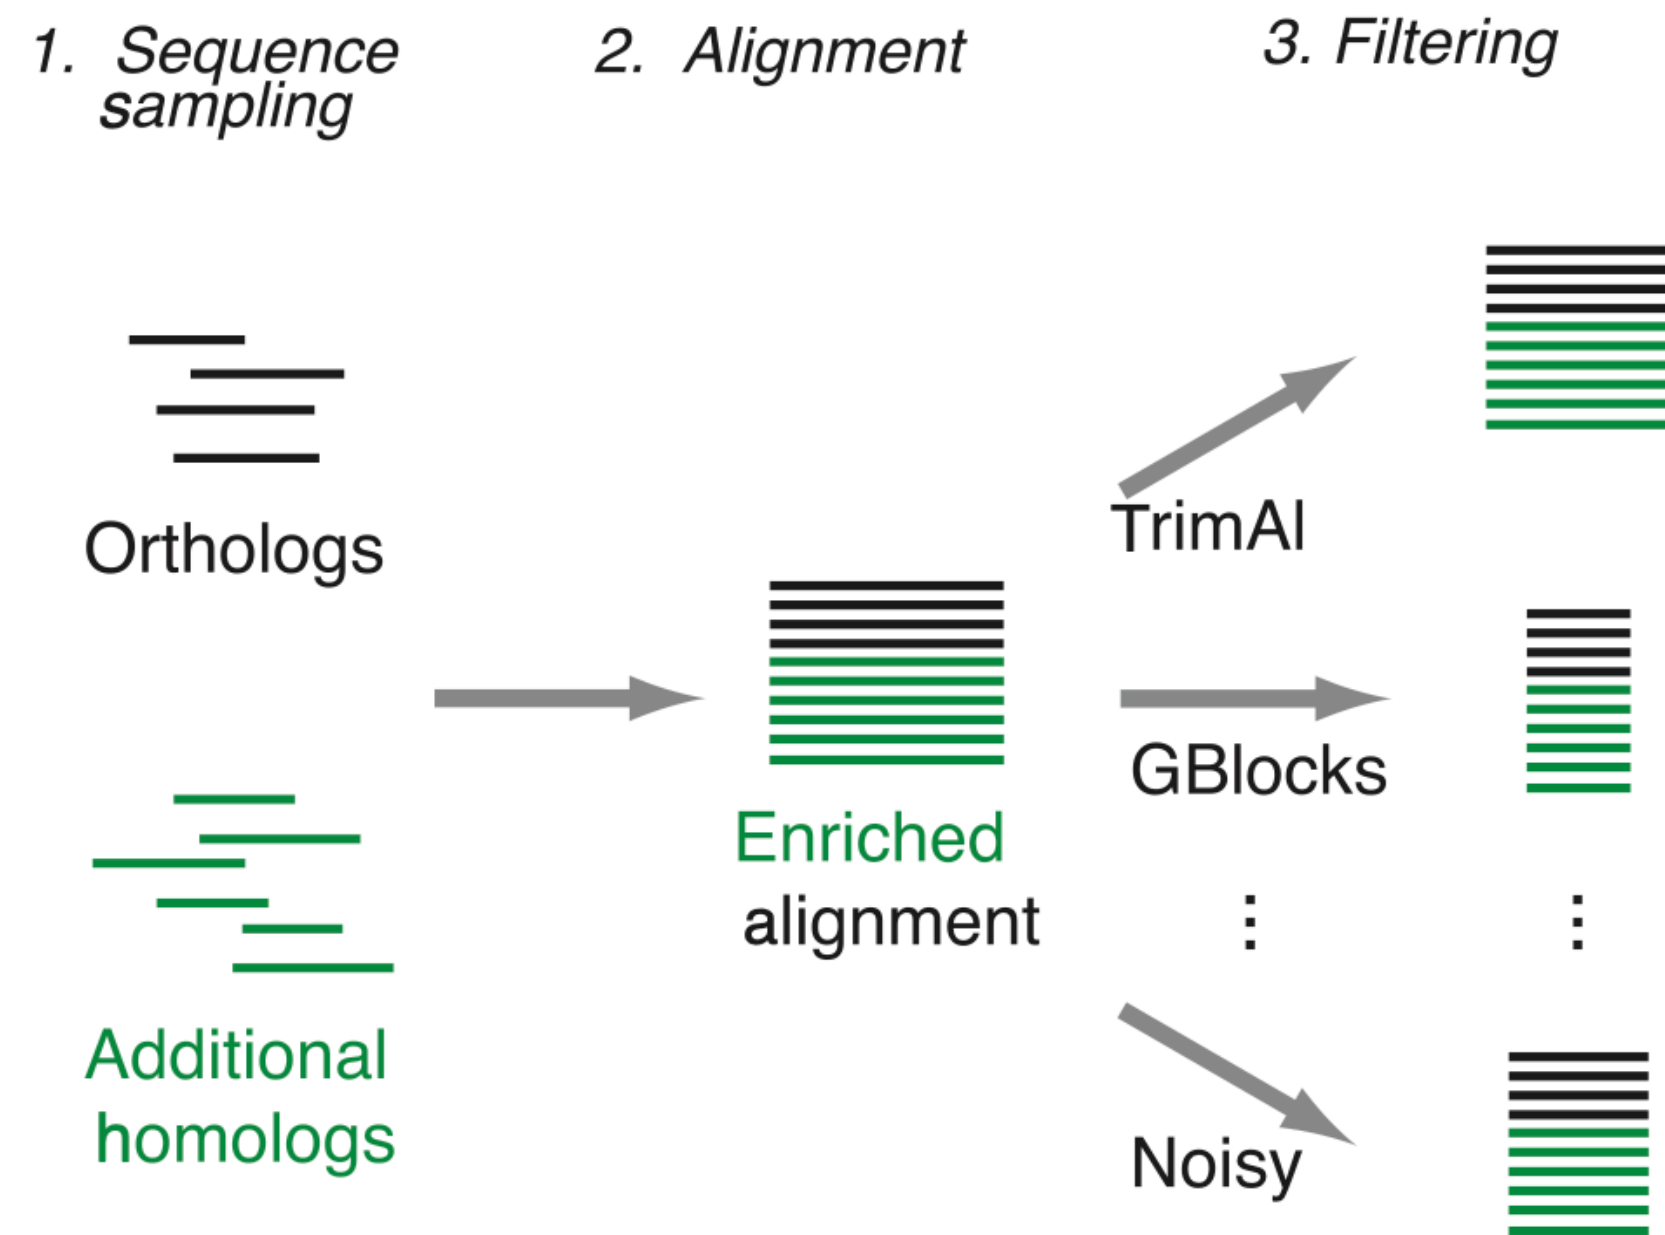 1. Sequence
sampling
2. Alignment
3. Filtering
Orthologs
Additional
homologs
Enriched
alignment
TrimAl
GBlocks
Noisy